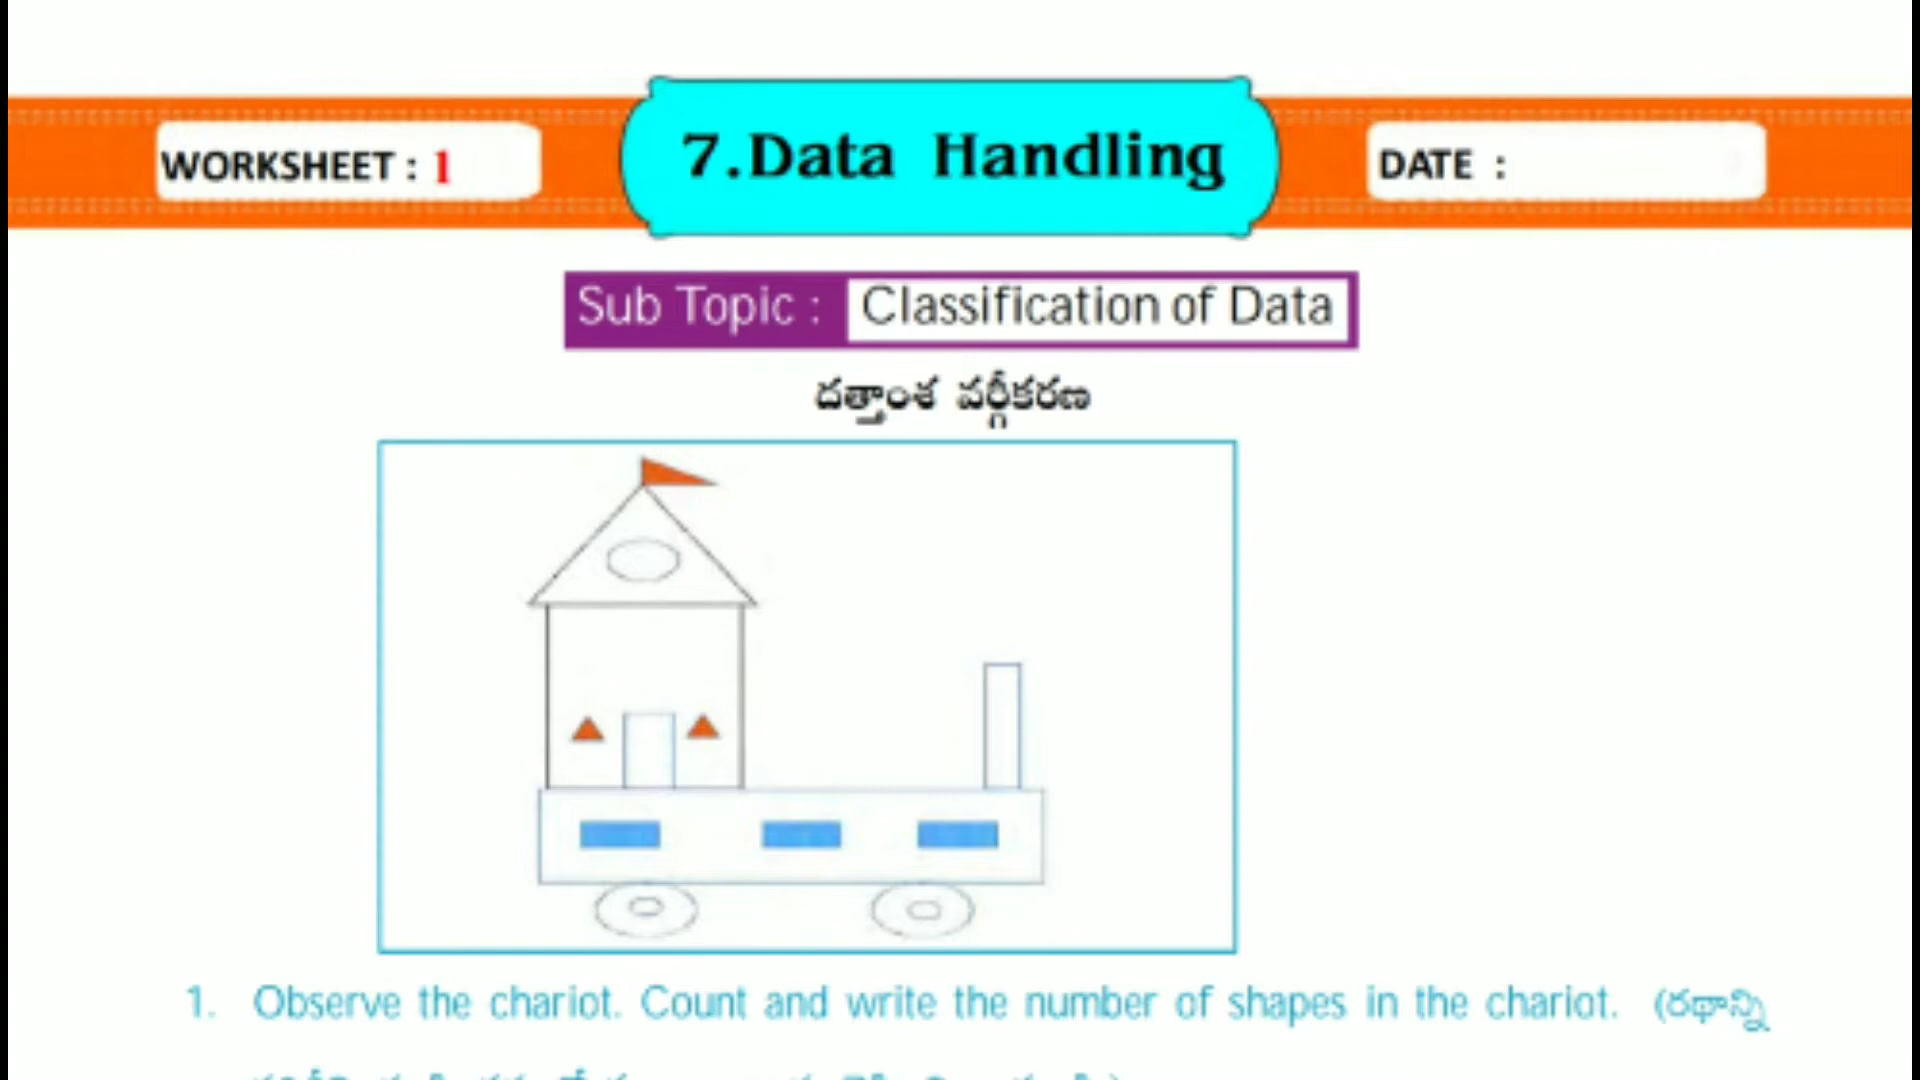 WORKSHEET : 1
7.Data Handling
DATE :
Sub Topic : Classification of Data
దత్తాంశ వర్గీకరణ
1. Observe the chariot. Count and write the number of shapes in the chariot. (రథాన్ని